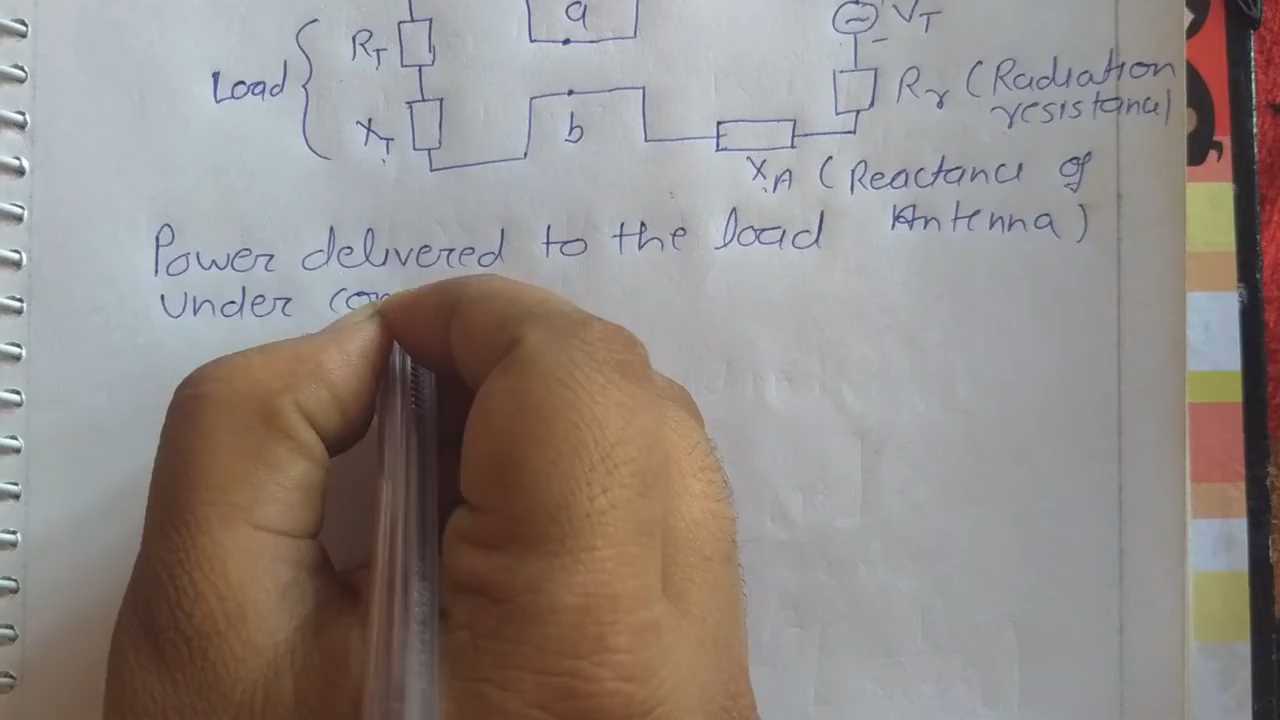 a
V_T
R_T
Load
R_r (Radiation
resistance)
X_T
b
X_A (Reactance of
Antenna)
Power delivered to the load
Under